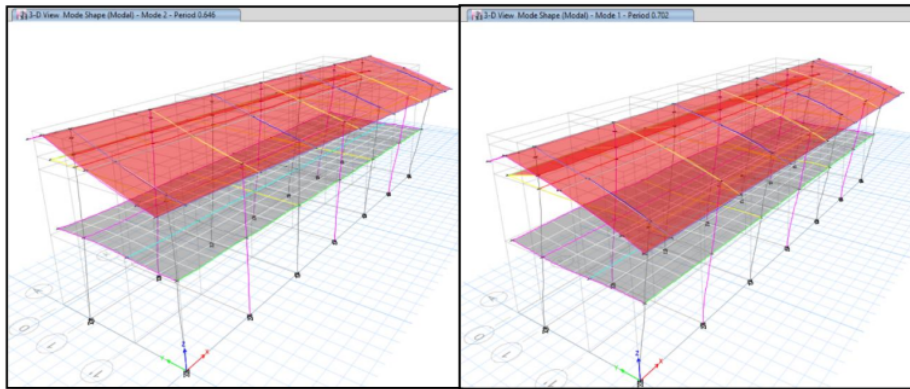 3-D View Mode Shape (Modal) - Mode 2 - Period 0.646
3-D View Mode Shape (Modal) - Mode 1 - Period 0.702
Z
X
Y
Z
X
Y